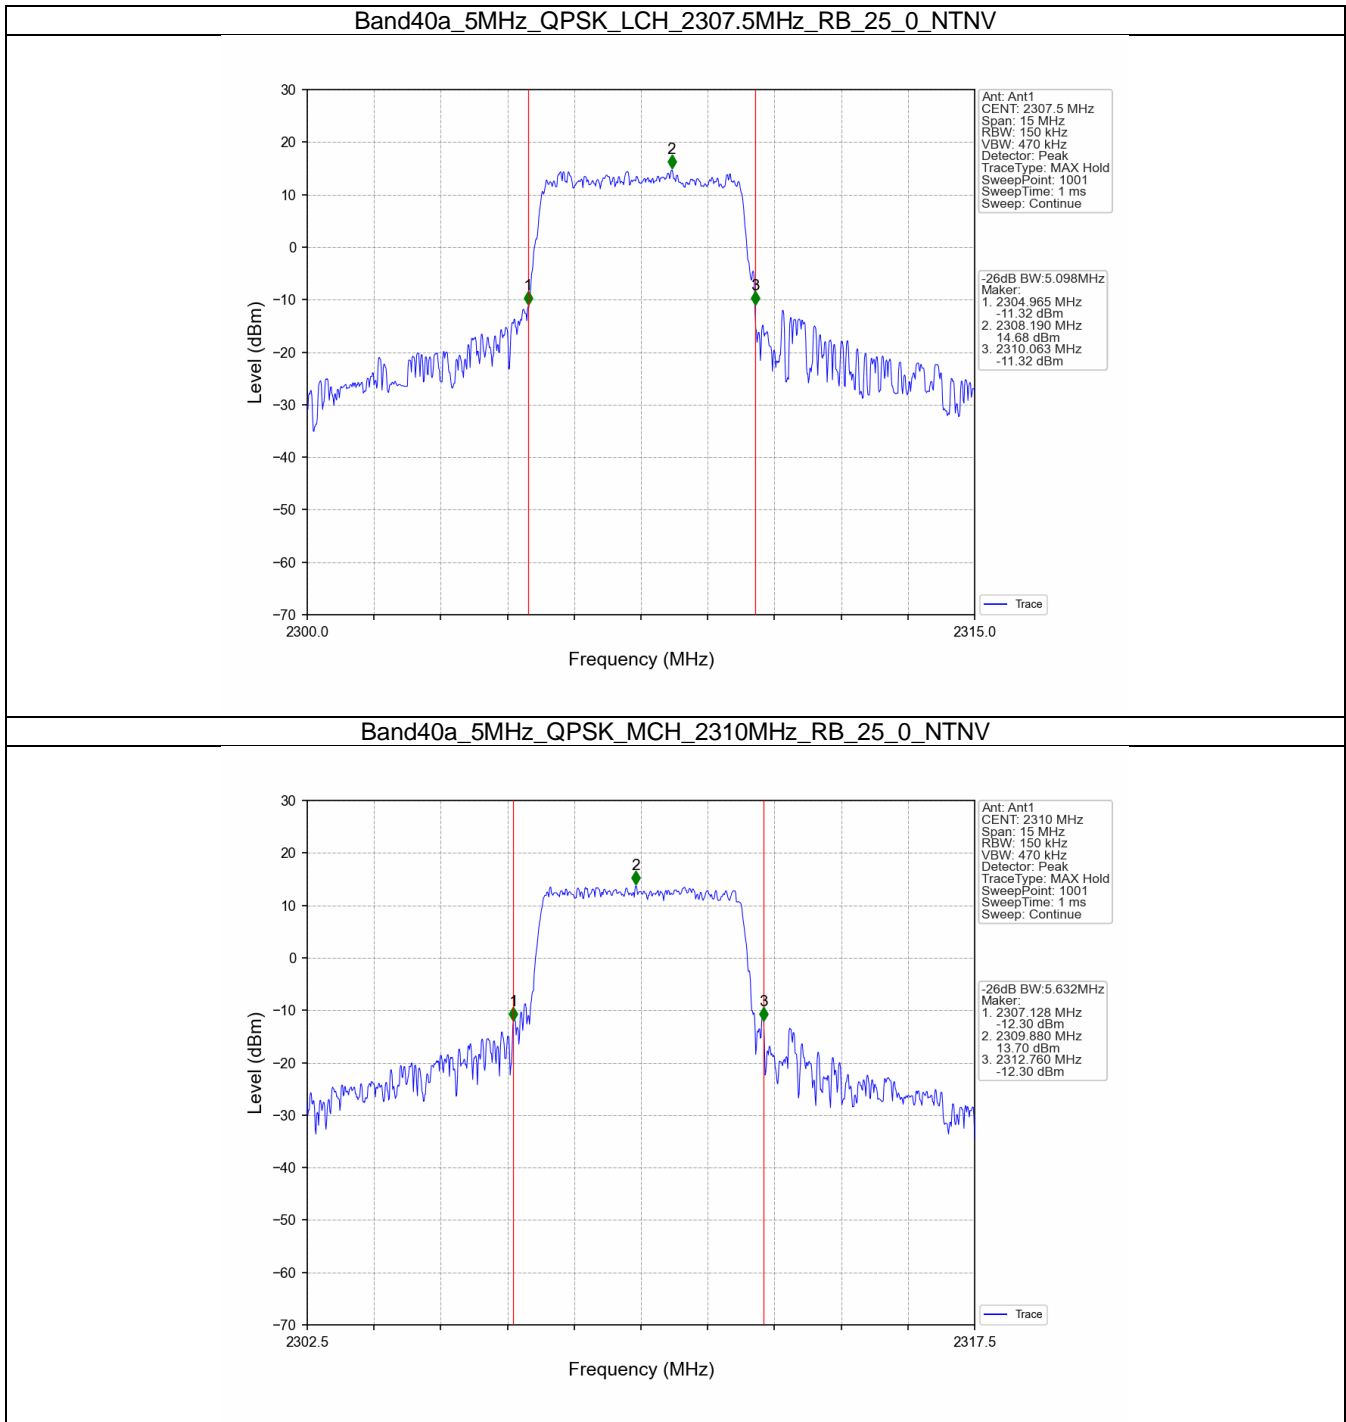 Band40a_5MHz_QPSK_LCH_2307.5MHz_RB_25_0_NTNV
30
20
10
0
−10
−20
−30
−40
−50
−60
−70
Level (dBm)
2300.0
2315.0
Frequency (MHz)
1
2
3
Ant: Ant1
CENT: 2307.5 MHz
Span: 15 MHz
RBW: 150 kHz
VBW: 470 kHz
Detector: Peak
TraceType: MAX Hold
SweepPoint: 1001
SweepTime: 1 ms
Sweep: Continue
-26dB BW:5.098MHz
Maker:
1. 2304.965 MHz
-11.32 dBm
2. 2308.190 MHz
14.68 dBm
3. 2310.063 MHz
-11.32 dBm
Trace
Band40a_5MHz_QPSK_MCH_2310MHz_RB_25_0_NTNV
30
20
10
0
−10
−20
−30
−40
−50
−60
−70
Level (dBm)
2302.5
2317.5
Frequency (MHz)
1
2
3
Ant: Ant1
CENT: 2310 MHz
Span: 15 MHz
RBW: 150 kHz
VBW: 470 kHz
Detector: Peak
TraceType: MAX Hold
SweepPoint: 1001
SweepTime: 1 ms
Sweep: Continue
-26dB BW:5.632MHz
Maker:
1. 2307.128 MHz
-12.30 dBm
2. 2309.880 MHz
13.70 dBm
3. 2312.760 MHz
-12.30 dBm
Trace